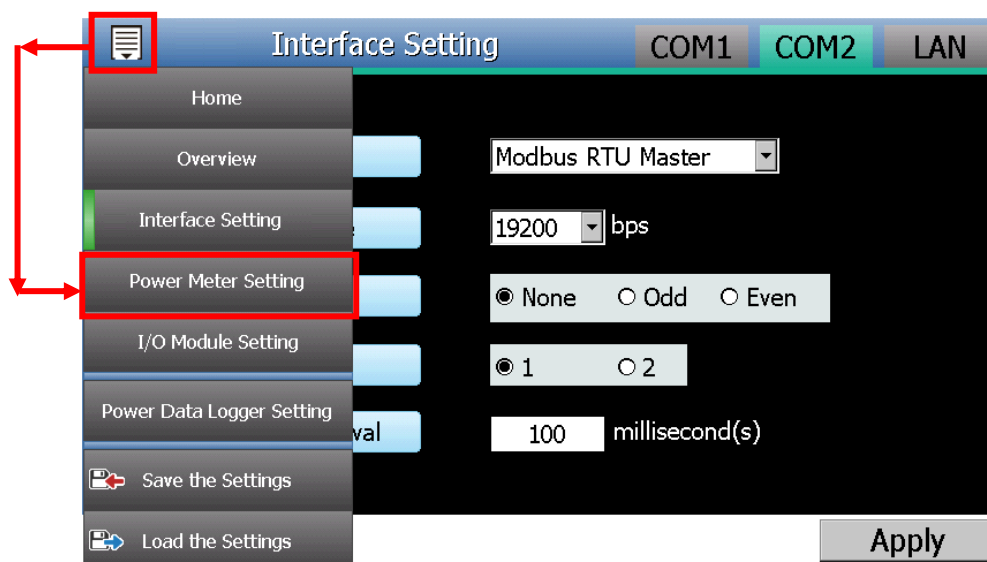 Interface Setting
COM1
COM2
LAN
Home
Overview
Interface Setting
Power Meter Setting
I/O Module Setting
Power Data Logger Setting
Save the Settings
Load the Settings
Modbus RTU Master
19200 bps
None Odd Even
1 2
val
100 millisecond(s)
Apply